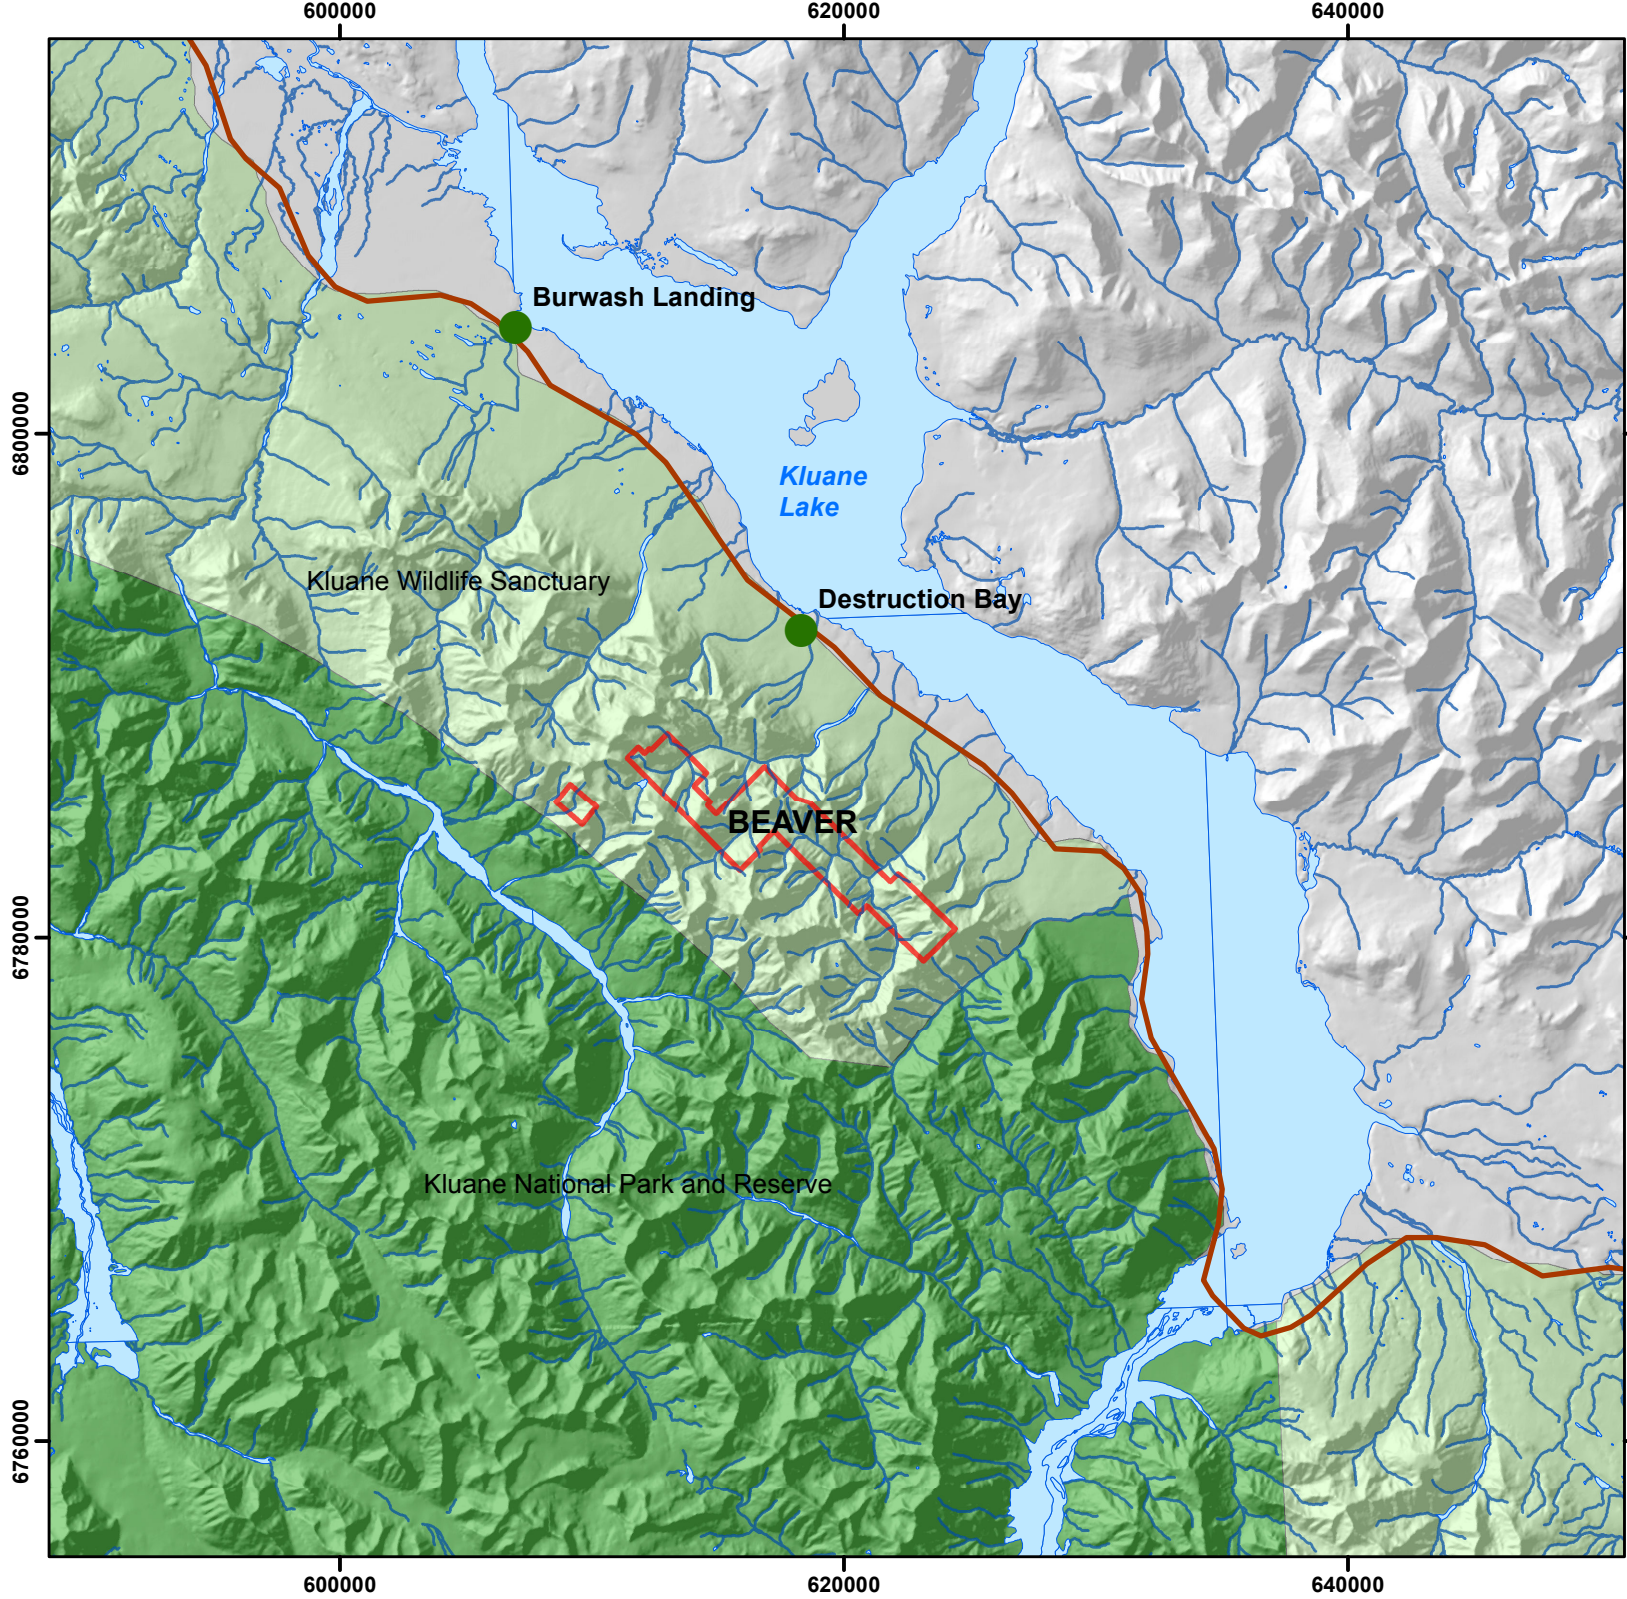 600000 620000 640000
Burwash Landing
6800000
Kluane
Lake
Kluane Wildlife Sanctuary
Destruction Bay
BEAVER
6780000
Kluane National Park and Reserve
6760000
600000 620000 640000